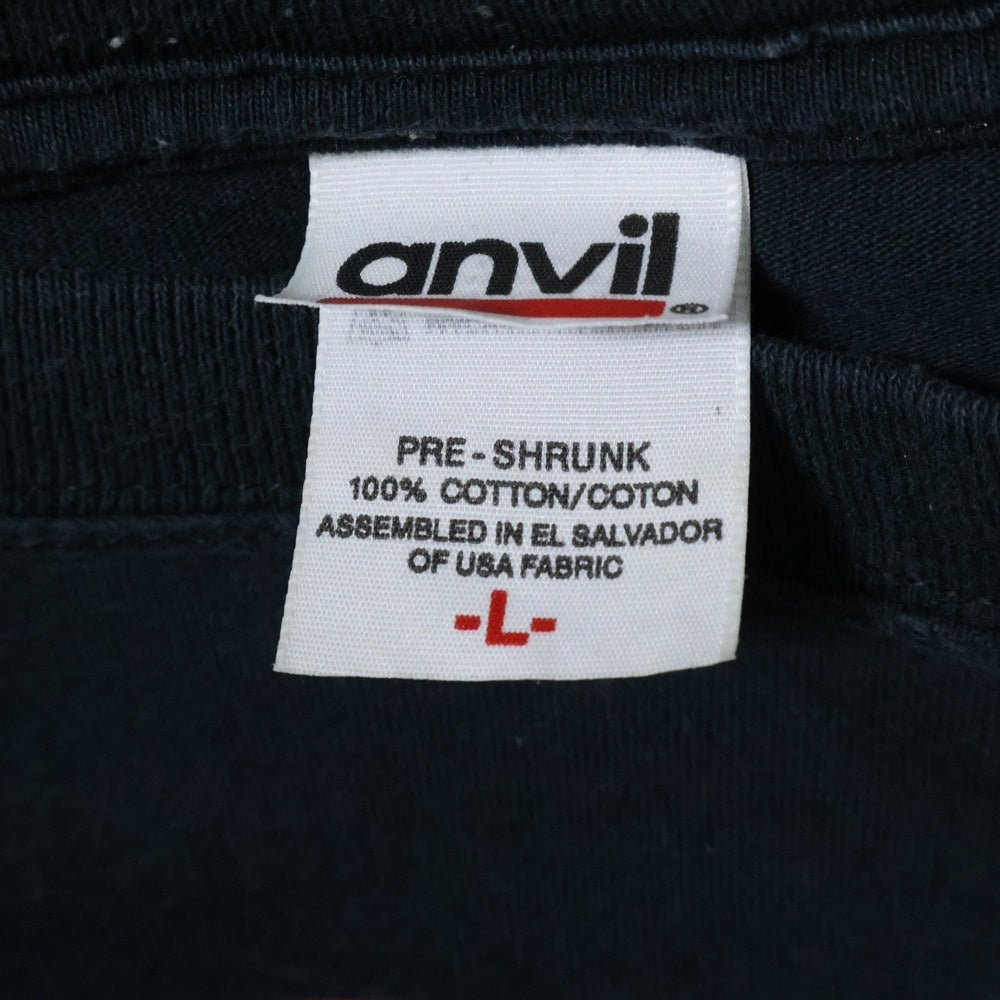 anvil®
PRE-SHRUNK
100% COTTON/COTON
ASSEMBLED IN EL SALVADOR
OF USA FABRIC
-L-